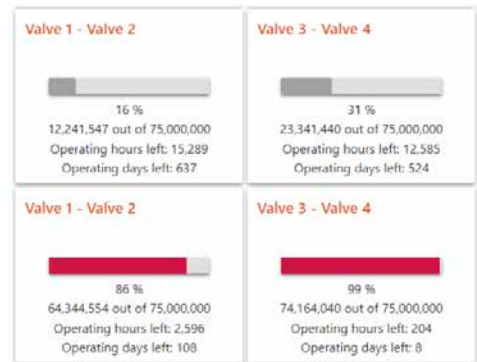 Valve 1 - Valve 2
16 %
12,241,547 out of 75,000,000
Operating hours left: 15,289
Operating days left: 637
Valve 3 - Valve 4
31 %
23,341,440 out of 75,000,000
Operating hours left: 12,585
Operating days left: 524
Valve 1 - Valve 2
86 %
64,344,554 out of 75,000,000
Operating hours left: 2,596
Operating days left: 108
Valve 3 - Valve 4
99 %
74,164,040 out of 75,000,000
Operating hours left: 204
Operating days left: 8